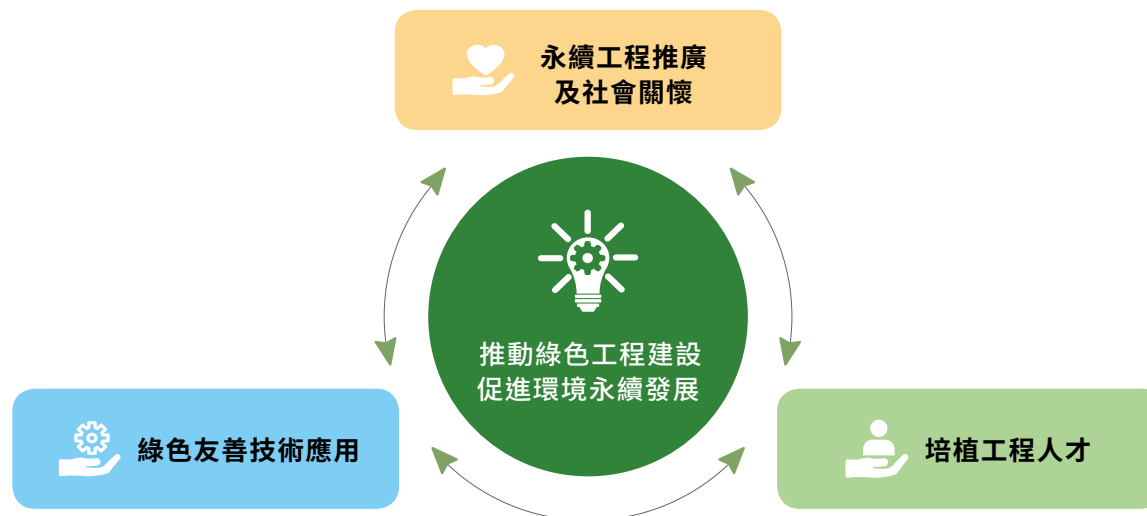 永續工程推廣
及社會關懷
推動綠色工程建設
促進環境永續發展
綠色友善技術應用
培植工程人才